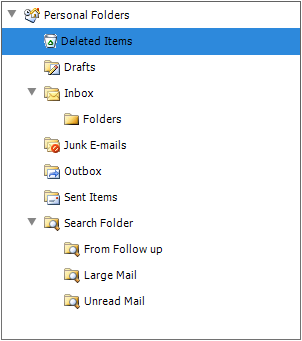 Personal Folders
Deleted Items
Drafts
Inbox
Folders
Junk E-mails
Outbox
Sent Items
Search Folder
From Follow up
Large Mail
Unread Mail